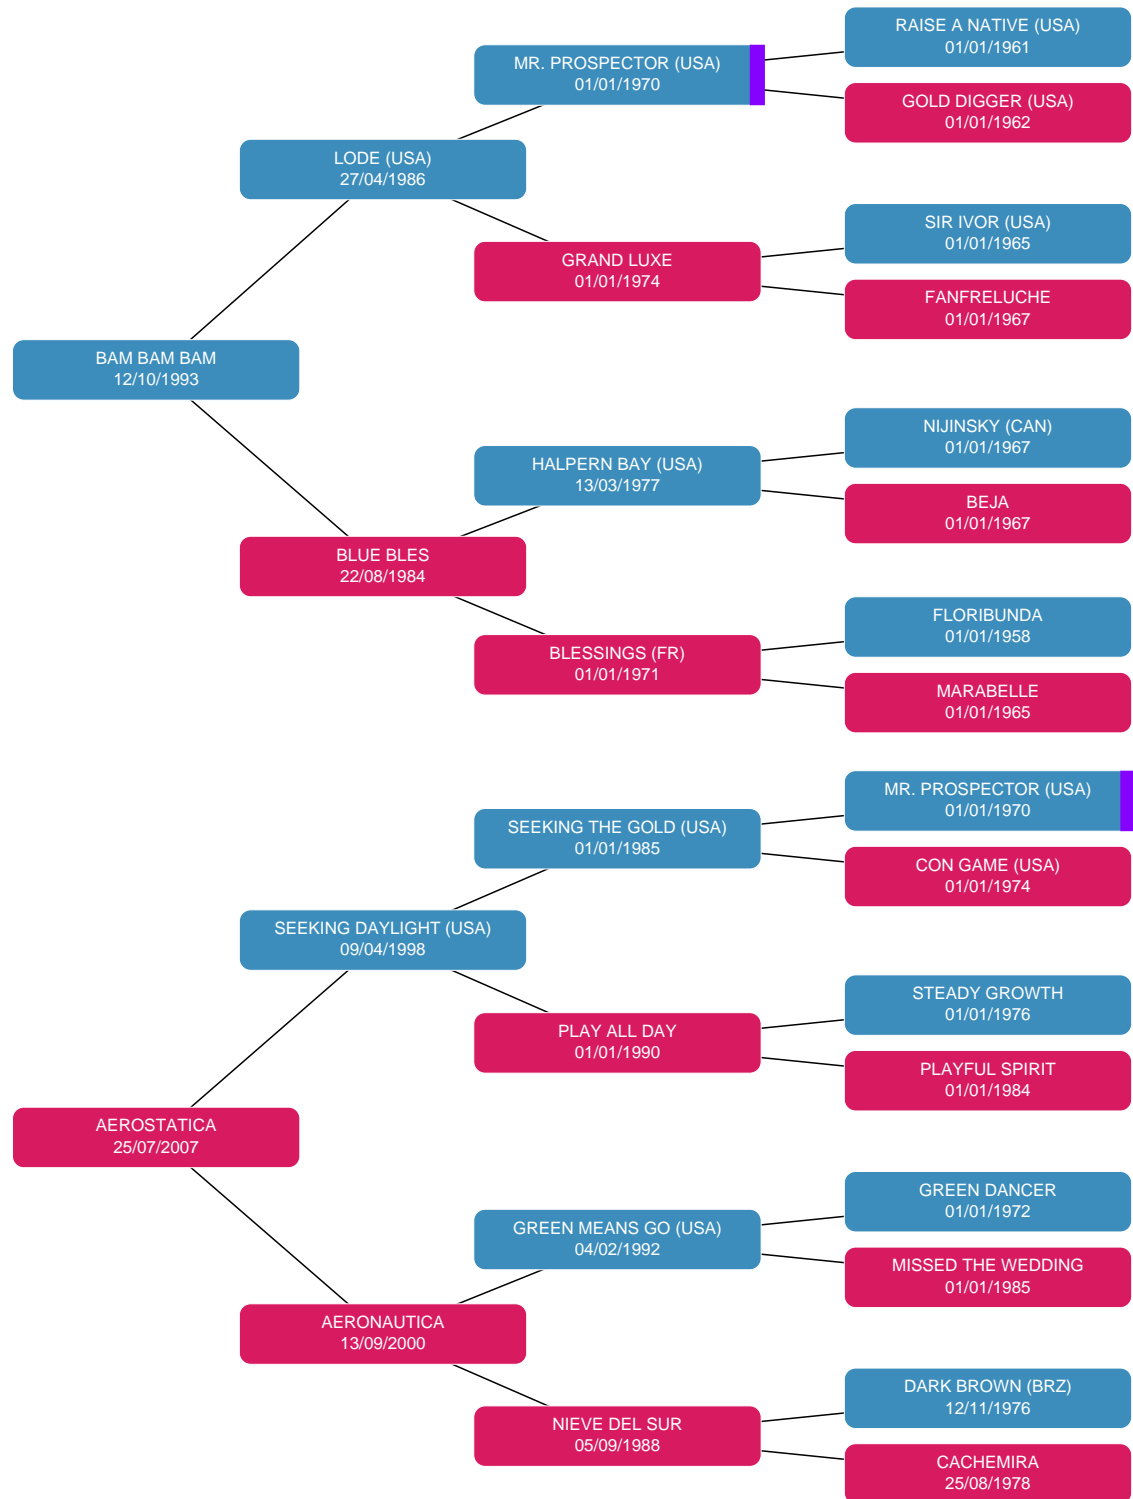 RAISE A NATIVE (USA)
01/01/1961
MR. PROSPECTOR (USA)
01/01/1970
GOLD DIGGER (USA)
01/01/1962
LODE (USA)
27/04/1986
SIR IVOR (USA)
01/01/1965
GRAND LUXE
01/01/1974
FANFRELUCHE
01/01/1967
BAM BAM BAM
12/10/1993
NIJINSKY (CAN)
01/01/1967
HALPERN BAY (USA)
13/03/1977
BEJA
01/01/1967
BLUE BLES
22/08/1984
FLORIBUNDA
01/01/1958
BLESSINGS (FR)
01/01/1971
MARABELLE
01/01/1965
MR. PROSPECTOR (USA)
01/01/1970
SEEKING THE GOLD (USA)
01/01/1985
CON GAME (USA)
01/01/1974
SEEKING DAYLIGHT (USA)
09/04/1998
STEADY GROWTH
01/01/1976
PLAY ALL DAY
01/01/1990
PLAYFUL SPIRIT
01/01/1984
AEROSTATICA
25/07/2007
GREEN DANCER
01/01/1972
GREEN MEANS GO (USA)
04/02/1992
MISSED THE WEDDING
01/01/1985
AERONAUTICA
13/09/2000
DARK BROWN (BRZ)
12/11/1976
NIEVE DEL SUR
05/09/1988
CACHEMIRA
25/08/1978